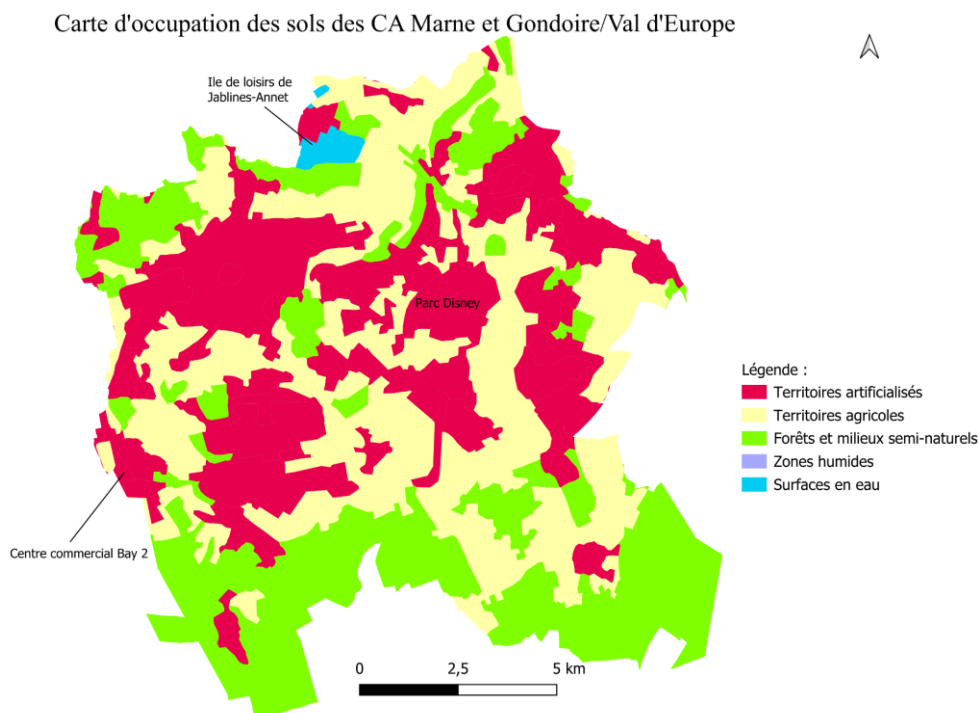 Carte d'occupation des sols des CA Marne et Gondoire/Val d'Europe
Ile de loisirs de
Jablines-Annet
Parc Disney
Légende :
Territoires artificialisés
Territoires agricoles
Forêts et milieux semi-naturels
Zones humides
Surfaces en eau
Centre commercial Bay 2
0 2,5 5 km